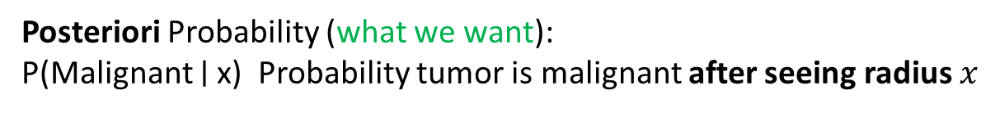 Posteriori Probability (what we want):
P(Malignant | x) Probability tumor is malignant after seeing radius x